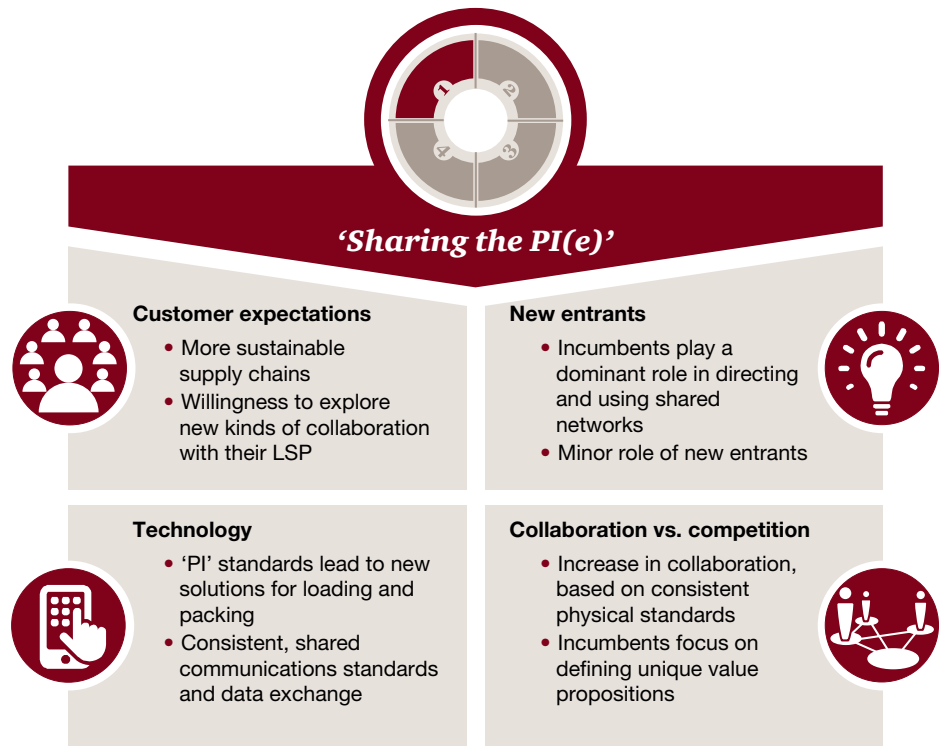 1
2
4
3
‘Sharing the PI(e)’
Customer expectations
• More sustainable
supply chains
• Willingness to explore
new kinds of collaboration
with their LSP
New entrants
• Incumbents play a
dominant role in directing
and using shared
networks
• Minor role of new entrants
Technology
• ‘PI’ standards lead to new
solutions for loading and
packing
• Consistent, shared
communications standards
and data exchange
Collaboration vs. competition
• Increase in collaboration,
based on consistent
physical standards
• Incumbents focus on
defining unique value
propositions